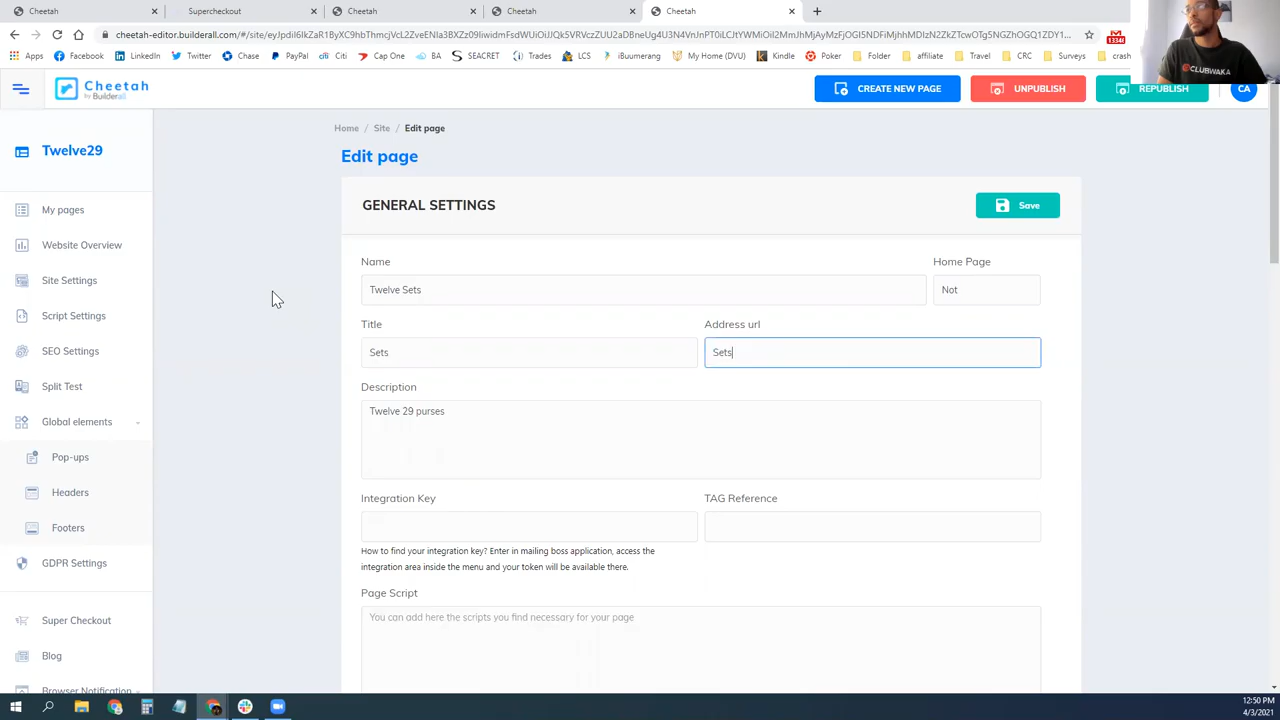 Cheetah
Supercheckout
Cheetah
Cheetah
Cheetah
Apps
Facebook
LinkedIn
Twitter
Chase
PayPal
Citi
Cap One
BA
SEACRET
Trades
LCS
iBuumerang
My Home (DVU)
Kindle
Poker
Folder
affiliate
Travel
CRC
Surveys
crash
CLUBWAKA
Cheetah
by Builderall
CREATE NEW PAGE
UNPUBLISH
REPUBLISH
CA
Home / Site / Edit page
Twelve29
Edit page
My pages
Website Overview
Site Settings
Script Settings
SEO Settings
Split Test
Global elements
Pop-ups
Headers
Footers
GDPR Settings
Super Checkout
Blog
Browser Notification
GENERAL SETTINGS
Save
Name
Home Page
Twelve Sets
Not
Title
Address url
Sets
Sets
Description
Twelve 29 purses
Integration Key
TAG Reference
How to find your integration key? Enter in mailing boss application, access the
integration area inside the menu and your token will be available there.
Page Script
You can add here the scripts you find necessary for your page
12:50 PM
4/3/2021